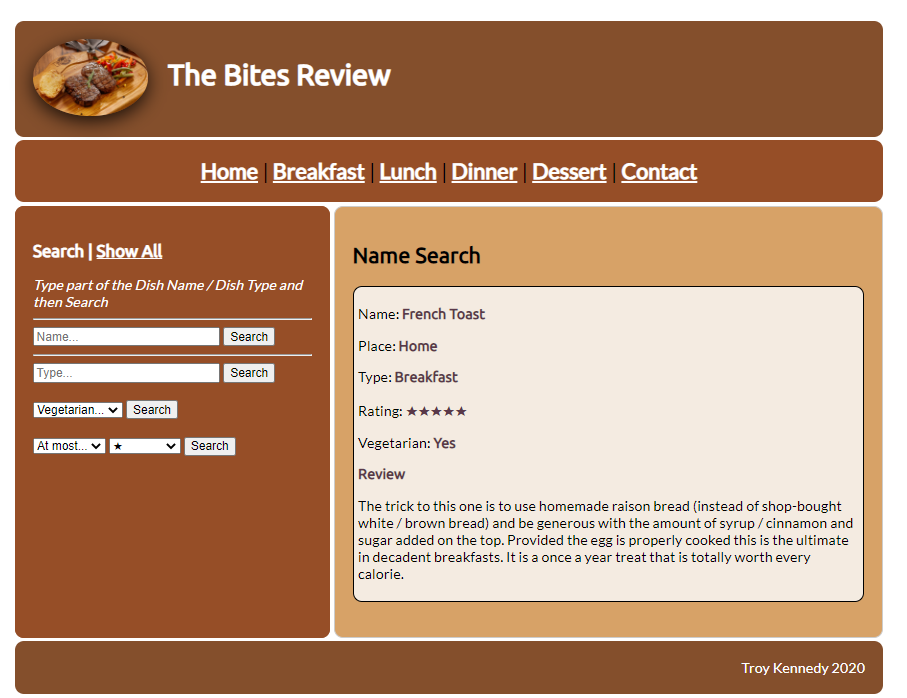 The Bites Review
Home | Breakfast | Lunch | Dinner | Dessert | Contact
Search | Show All
Type part of the Dish Name / Dish Type and
then Search
Name... Search
Type... Search
Vegetarian... Search
At most... ★ Search
Name Search
Name: French Toast
Place: Home
Type: Breakfast
Rating: ★★★★★
Vegetarian: Yes
Review
The trick to this one is to use homemade raison bread (instead of shop-bought
white / brown bread) and be generous with the amount of syrup / cinnamon and
sugar added on the top. Provided the egg is properly cooked this is the ultimate
in decadent breakfasts. It is a once a year treat that is totally worth every
calorie.
Troy Kennedy 2020